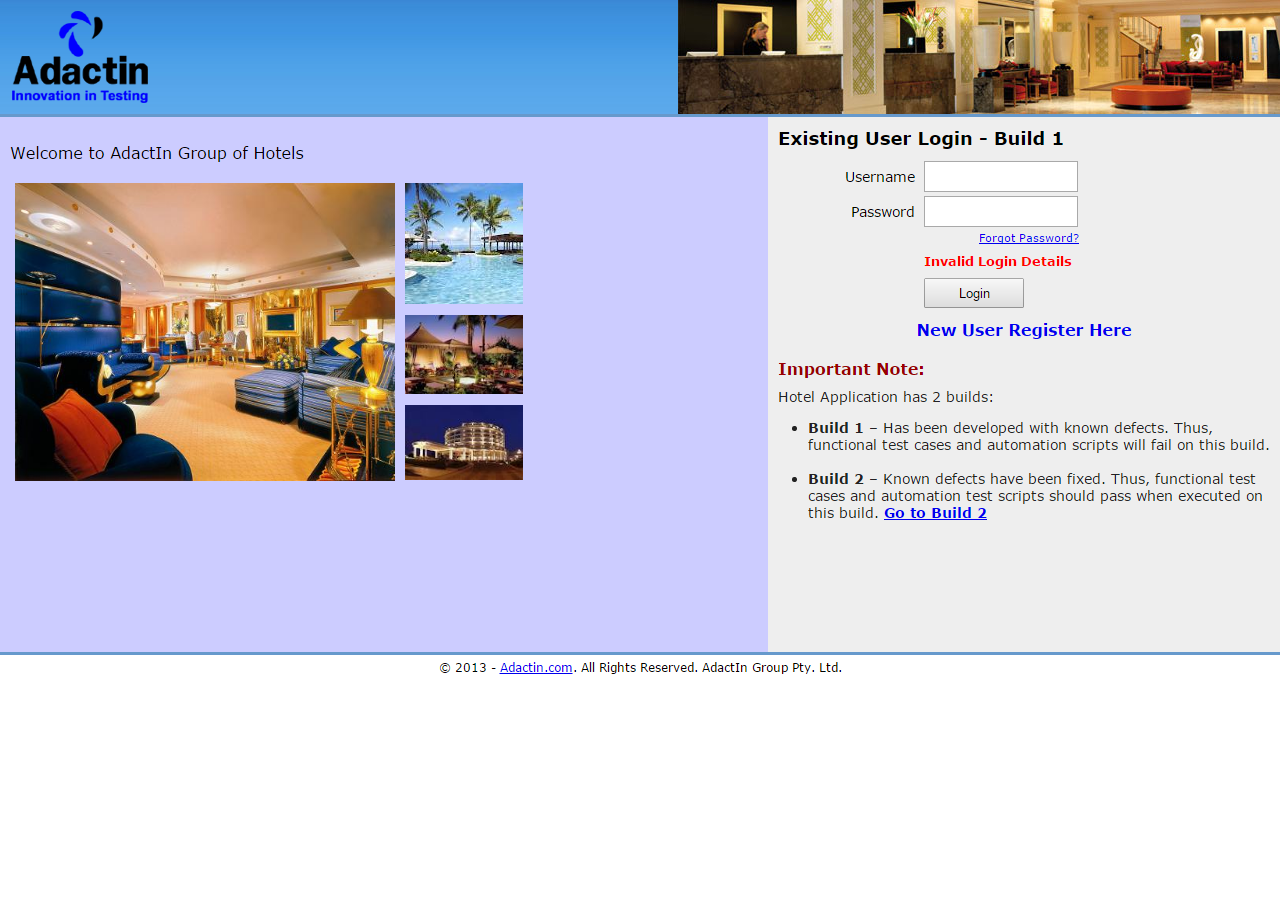 Adactin
Innovation in Testing
Welcome to AdactIn Group of Hotels
Existing User Login - Build 1
Username
Password
Forgot Password?
Invalid Login Details
Login
New User Register Here
Important Note:
Hotel Application has 2 builds:
• Build 1 – Has been developed with known defects. Thus,
functional test cases and automation scripts will fail on this build.
• Build 2 – Known defects have been fixed. Thus, functional test
cases and automation test scripts should pass when executed on
this build. Go to Build 2
© 2013 - Adactin.com. All Rights Reserved. AdactIn Group Pty. Ltd.